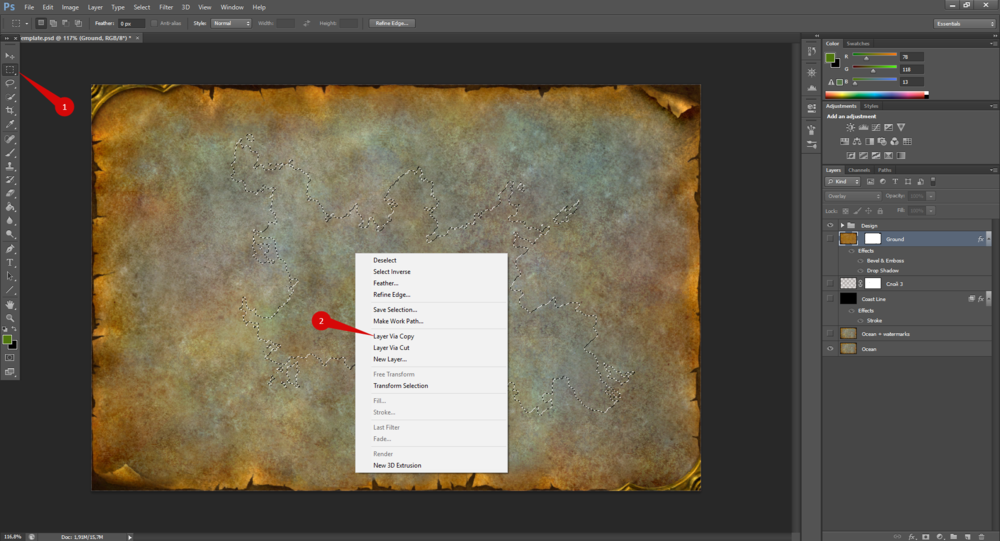 Ps File Edit Image Layer Type Select Filter 3D View Window Help
Feather: 0 px Anti-alias Style: Normal Width: Height: Refine Edge... Essentials
template.psd @ 117% (Ground, RGB/8*) * ×
1
2
Deselect
Select Inverse
Feather...
Refine Edge...
Save Selection...
Make Work Path...
Layer Via Copy
Layer Via Cut
New Layer...
Free Transform
Transform Selection
Fill...
Stroke...
Last Filter
Fade...
Render
New 3D Extrusion
Color Swatches
R 78
G 118
B 13
Adjustments Styles
Add an adjustment
Layers Channels Paths
Kind
Overlay Opacity: 100%
Lock: Fill: 100%
Design
Ground fx
Effects
Bevel & Emboss
Drop Shadow
Слой 3
Coast Line fx
Effects
Stroke
Ocean + watermarks
Ocean
116,8% Doc: 1,91M/15,7M
fx